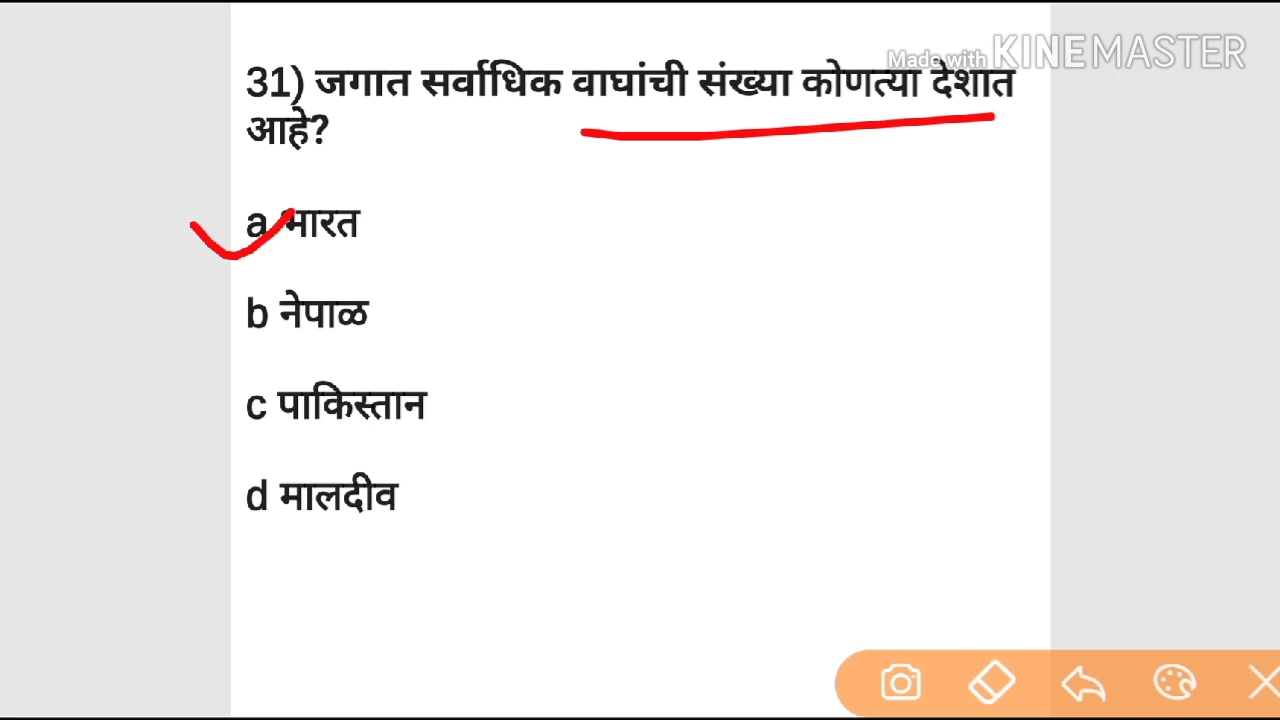 Made with KINEMASTER
31) जगात सर्वाधिक वाघांची संख्या कोणत्या देशात
आहे?
a भारत
b नेपाळ
c पाकिस्तान
d मालदीव